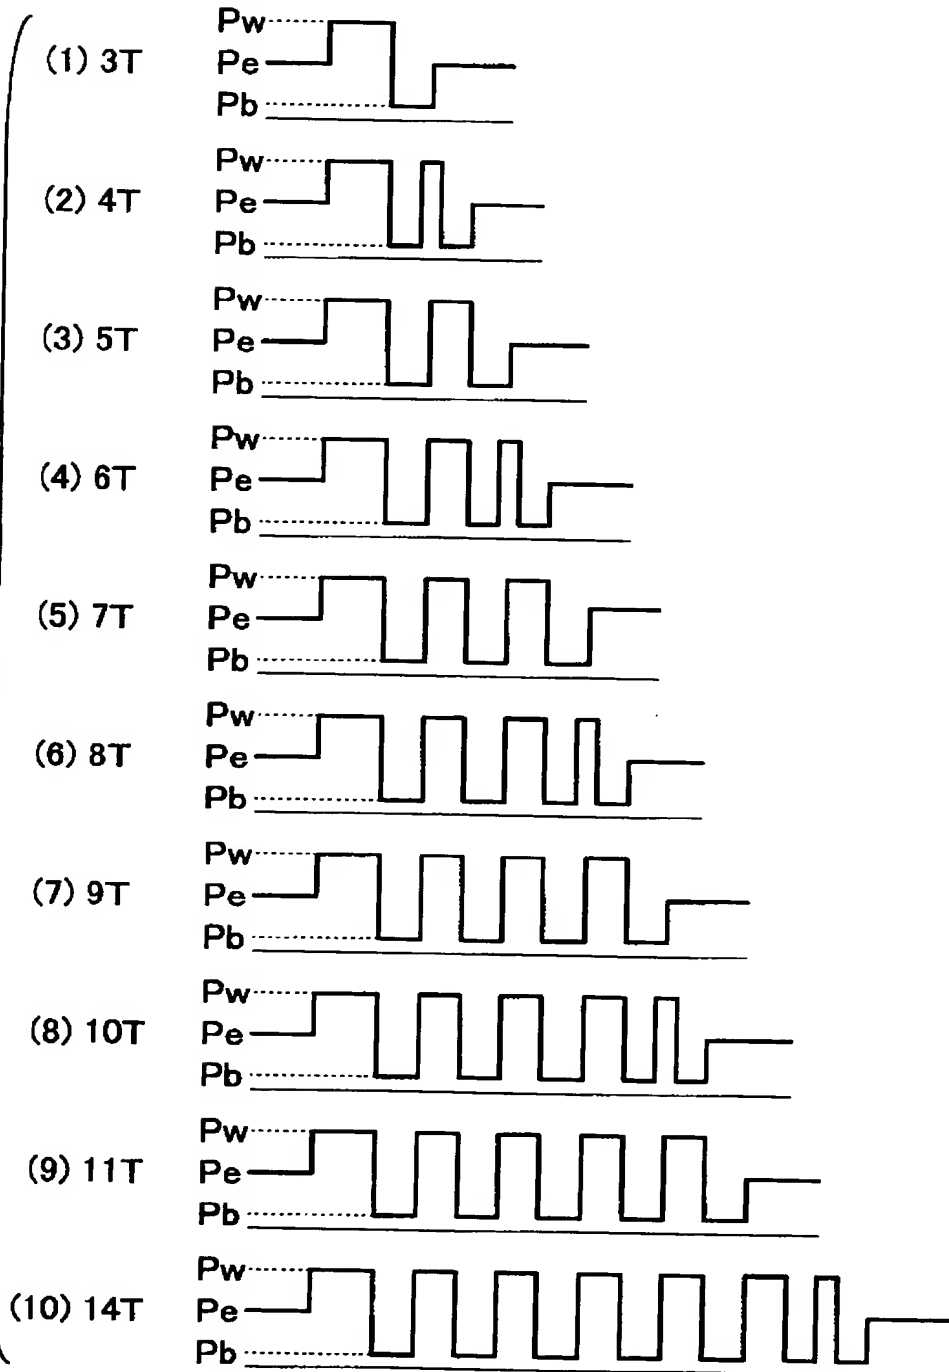 Pw
(1) 3T Pe
Pb
Pw
(2) 4T Pe
Pb
Pw
(3) 5T Pe
Pb
Pw
(4) 6T Pe
Pb
Pw
(5) 7T Pe
Pb
Pw
(6) 8T Pe
Pb
Pw
(7) 9T Pe
Pb
Pw
(8) 10T Pe
Pb
Pw
(9) 11T Pe
Pb
Pw
(10) 14T Pe
Pb